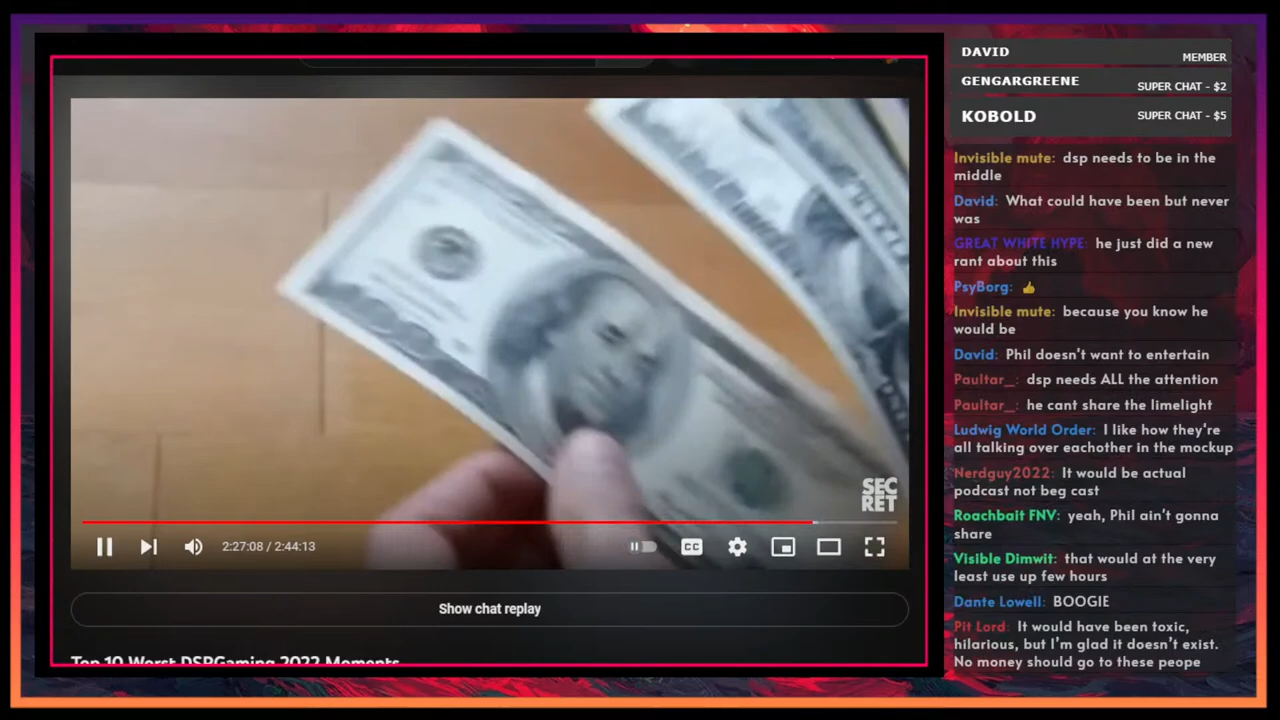 SEC
RET
2:27:08 / 2:44:13
CC
Show chat replay
Top 10 Worst DSPGaming 2022 Moments
DAVID
MEMBER
GENGARGREENE
SUPER CHAT - $2
KOBOLD
SUPER CHAT - $5
Invisible mute: dsp needs to be in the
middle
David: What could have been but never
was
GREAT WHITE HYPE: he just did a new
rant about this
PsyBorg: 👍
Invisible mute: because you know he
would be
David: Phil doesn't want to entertain
Paultar_: dsp needs ALL the attention
Paultar_: he cant share the limelight
Ludwig World Order: I like how they're
all talking over eachother in the mockup
Nerdguy2022: It would be actual
podcast not beg cast
Roachbait FNV: yeah, Phil ain't gonna
share
Visible Dimwit: that would at the very
least use up few hours
Dante Lowell: BOOGIE
Pit Lord: It would have been toxic,
hilarious, but I'm glad it doesn't exist.
No money should go to these peope